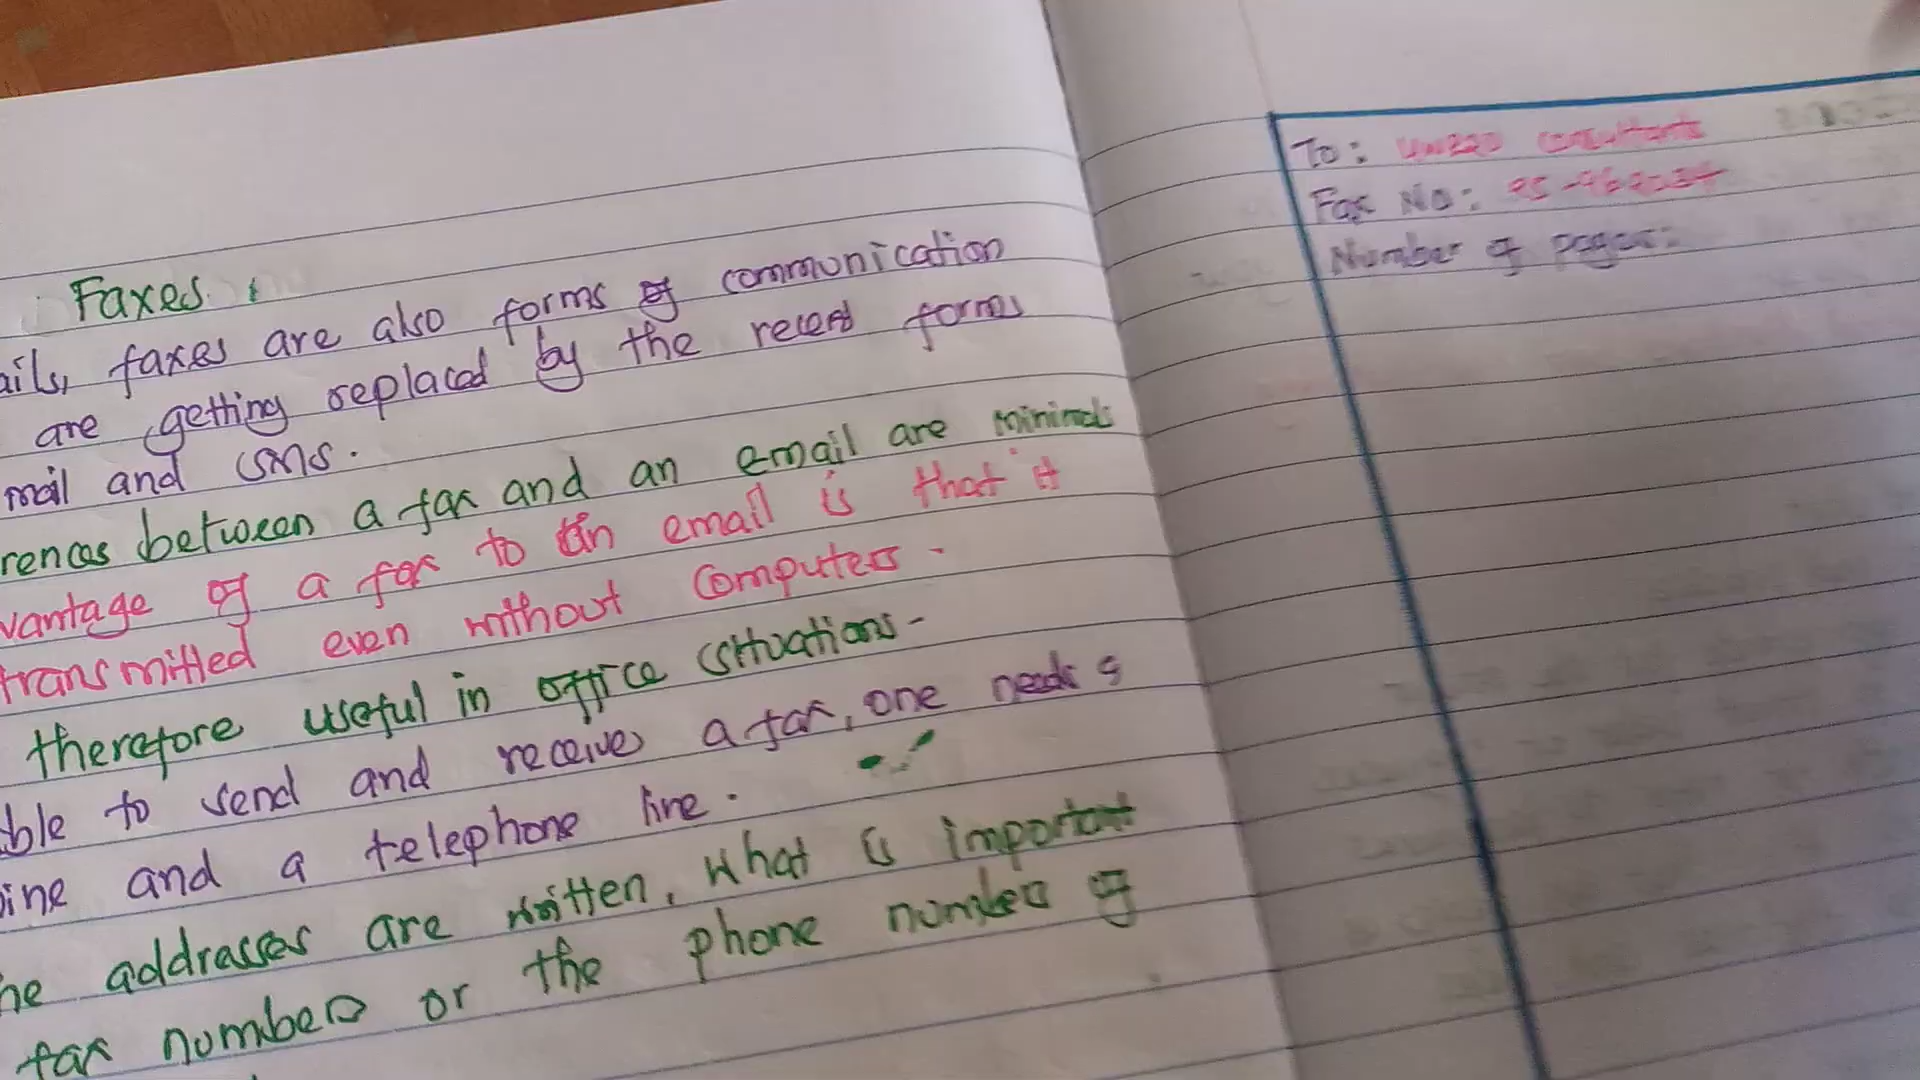 Faxes.
ails, faxes are also forms of communication
are getting replaced by the recent forms
mail and SMS.
rences between a fax and an email are minimal
vantage of a fax to an email is that it
transmitted even without computers.
therefore useful in office situations.
ble to send and receive a fax, one needs a
ine and a telephone line.
he addresses are written, what is important
fax numbers or the phone numbers of
To: consultants
Fax No:
Number of pages: